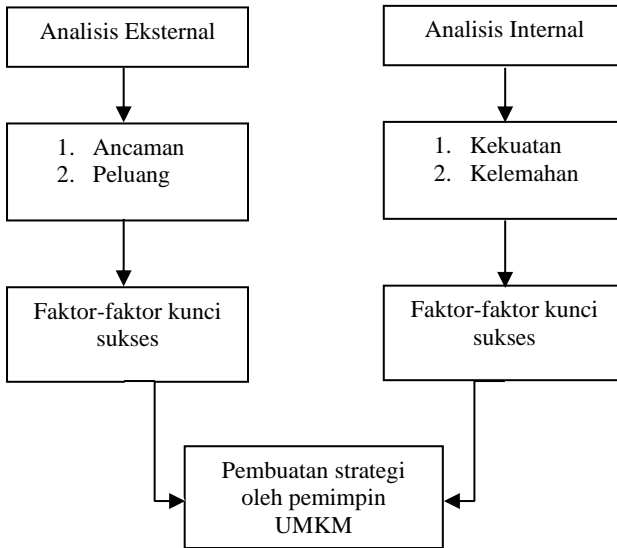 Analisis Eksternal
Analisis Internal
1. Ancaman
2. Peluang
1. Kekuatan
2. Kelemahan
Faktor-faktor kunci
sukses
Faktor-faktor kunci
sukses
Pembuatan strategi
oleh pemimpin
UMKM